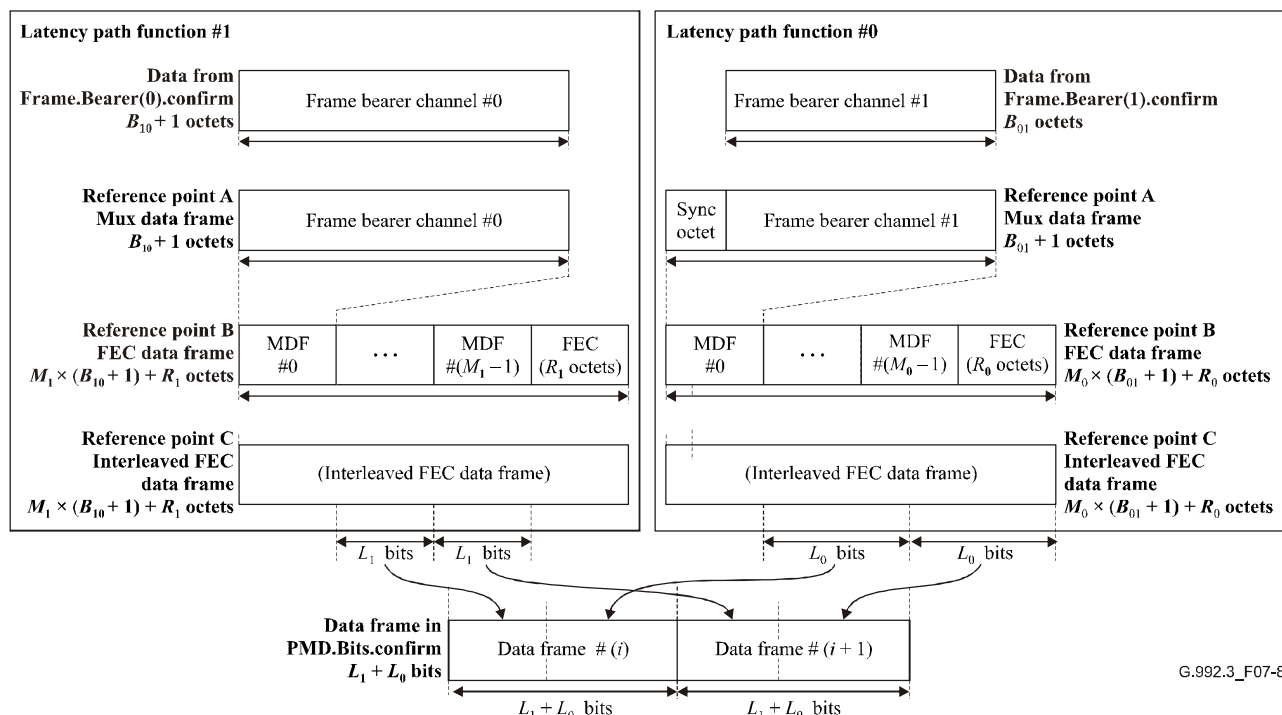 Latency path function #1
Data from
Frame.Bearer(0).confirm
B₁₀ + 1 octets
Frame bearer channel #0
Reference point A
Mux data frame
B₁₀ + 1 octets
Frame bearer channel #0
Reference point B
FEC data frame
M₁ × (B₁₀ + 1) + R₁ octets
MDF
#0
...
MDF
#(M₁ – 1)
FEC
(R₁ octets)
Reference point C
Interleaved FEC
data frame
M₁ × (B₁₀ + 1) + R₁ octets
(Interleaved FEC data frame)
Latency path function #0
Frame bearer channel #1
Data from
Frame.Bearer(1).confirm
B₀₁ octets
Sync
octet
Frame bearer channel #1
Reference point A
Mux data frame
B₀₁ + 1 octets
MDF
#0
...
MDF
#(M₀ – 1)
FEC
(R₀ octets)
Reference point B
FEC data frame
M₀ × (B₀₁ + 1) + R₀ octets
(Interleaved FEC data frame)
Reference point C
Interleaved FEC
data frame
M₀ × (B₀₁ + 1) + R₀ octets
L₁ bits
L₁ bits
L₀ bits
L₀ bits
Data frame in
PMD.Bits.confirm
L₁ + L₀ bits
Data frame # (i)
Data frame # (i + 1)
L₁ + L₀ bits
L₁ + L₀ bits
G.992.3_F07-8